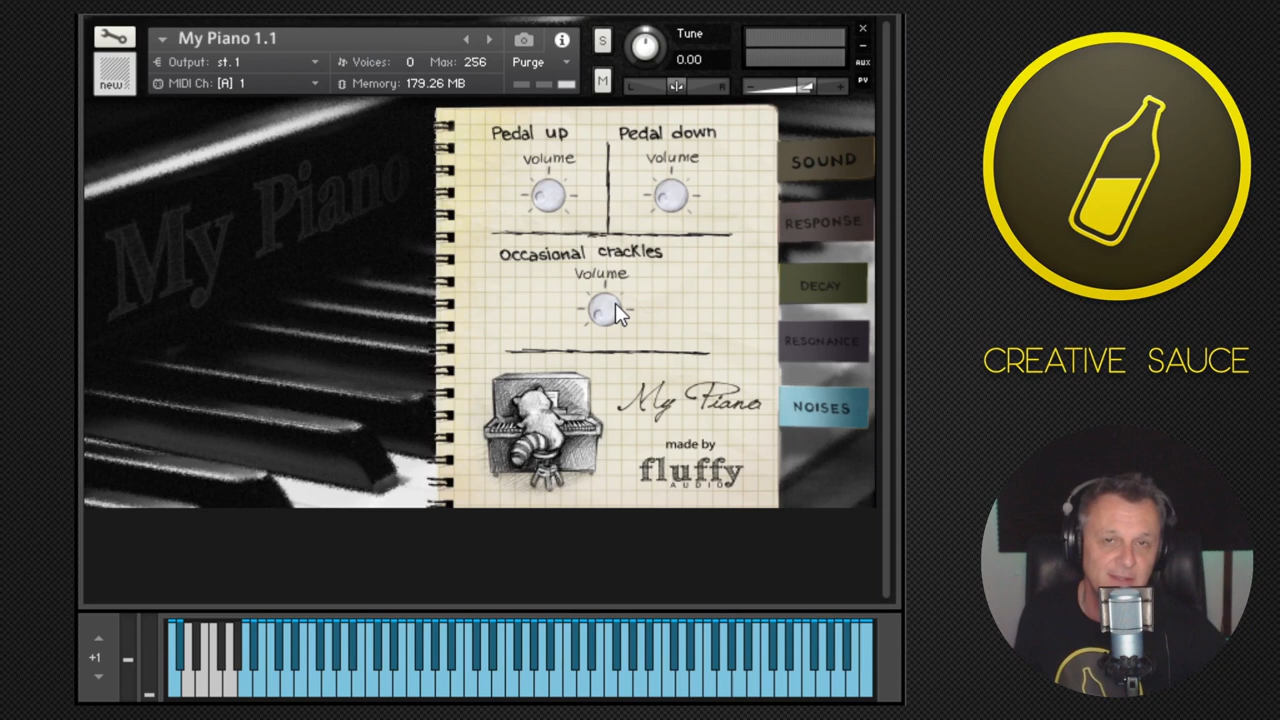 My Piano 1.1
Output: st. 1
Voices: 0 Max: 256
Purge
MIDI Ch: [A] 1
Memory: 179.26 MB
new
S
M
Tune
0.00
L R
- +
AUX
PV
My Piano
Pedal up
Volume
Pedal down
Volume
Occasional crackles
Volume
My Piano
made by
fluffy
AUDIO
SOUND
RESPONSE
DECAY
RESONANCE
NOISES
+1
CREATIVE SAUCE